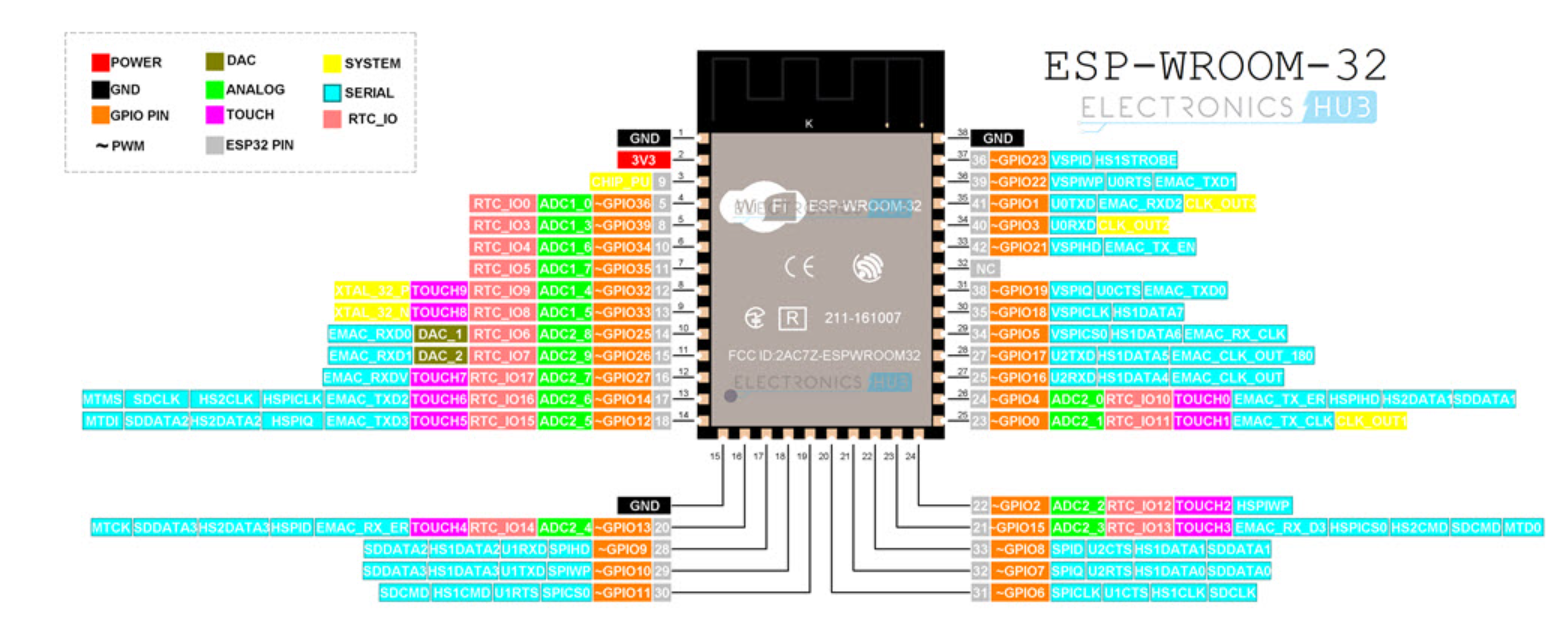 POWER DAC SYSTEM
GND ANALOG SERIAL
GPIO PIN TOUCH RTC_IO
~ PWM ESP32 PIN
ESP-WROOM-32
ELECTRONICS HUB
K
GND 1
3V3 2
CHIP_PU 9 3
RTC_IO0 ADC1_0 ~GPIO36 5 4
RTC_IO3 ADC1_3 ~GPIO39 8 5
RTC_IO4 ADC1_6 ~GPIO34 10 6
RTC_IO5 ADC1_7 ~GPIO35 11 7
XTAL_32_P TOUCH9 RTC_IO9 ADC1_4 ~GPIO32 12 8
XTAL_32_N TOUCH8 RTC_IO8 ADC1_5 ~GPIO33 13 9
EMAC_RXD0 DAC_1 RTC_IO6 ADC2_8 ~GPIO25 14 10
EMAC_RXD1 DAC_2 RTC_IO7 ADC2_9 ~GPIO26 15 11
EMAC_RXDV TOUCH7 RTC_IO17 ADC2_7 ~GPIO27 16 12
MTMS SDCLK HS2CLK HSPICLK EMAC_TXD2 TOUCH6 RTC_IO16 ADC2_6 ~GPIO14 17 13
MTDI SDDATA2 HS2DATA2 HSPIQ EMAC_TXD3 TOUCH5 RTC_IO15 ADC2_5 ~GPIO12 18 14
Wi Fi ESP-WROOM-32
CE
R 211-161007
FCC ID:2AC7Z-ESPWROOM32
ELECTRONICS HUB
38 GND
37 36 ~GPIO23 VSPID HS1STROBE
36 39 ~GPIO22 VSPIWP U0RTS EMAC_TXD1
35 41 ~GPIO1 U0TXD EMAC_RXD2 CLK_OUT3
34 40 ~GPIO3 U0RXD CLK_OUT2
33 42 ~GPIO21 VSPIHD EMAC_TX_EN
32 NC
31 38 ~GPIO19 VSPIQ U0CTS EMAC_TXD0
30 35 ~GPIO18 VSPICLK HS1DATA7
29 34 ~GPIO5 VSPICS0 HS1DATA6 EMAC_RX_CLK
28 27 ~GPIO17 U2TXD HS1DATA5 EMAC_CLK_OUT_180
27 25 ~GPIO16 U2RXD HS1DATA4 EMAC_CLK_OUT
26 24 ~GPIO4 ADC2_0 RTC_IO10 TOUCH0 EMAC_TX_ER HSPIHD HS2DATA1 SDDATA1
25 23 ~GPIO0 ADC2_1 RTC_IO11 TOUCH1 EMAC_TX_CLK CLK_OUT1
15 16 17 18 19 20 21 22 23 24
GND
MTCK SDDATA3 HS2DATA3 HSPID EMAC_RX_ER TOUCH4 RTC_IO14 ADC2_4 ~GPIO13 20
SDDATA2 HS1DATA2 U1RXD SPIHD ~GPIO9 28
SDDATA3 HS1DATA3 U1TXD SPIWP ~GPIO10 29
SDCMD HS1CMD U1RTS SPICS0 ~GPIO11 30
22 ~GPIO2 ADC2_2 RTC_IO12 TOUCH2 HSPIWP
21 ~GPIO15 ADC2_3 RTC_IO13 TOUCH3 EMAC_RX_D3 HSPICS0 HS2CMD SDCMD MTD0
33 ~GPIO8 SPID U2CTS HS1DATA1 SDDATA1
32 ~GPIO7 SPIQ U2RTS HS1DATA0 SDDATA0
31 ~GPIO6 SPICLK U1CTS HS1CLK SDCLK